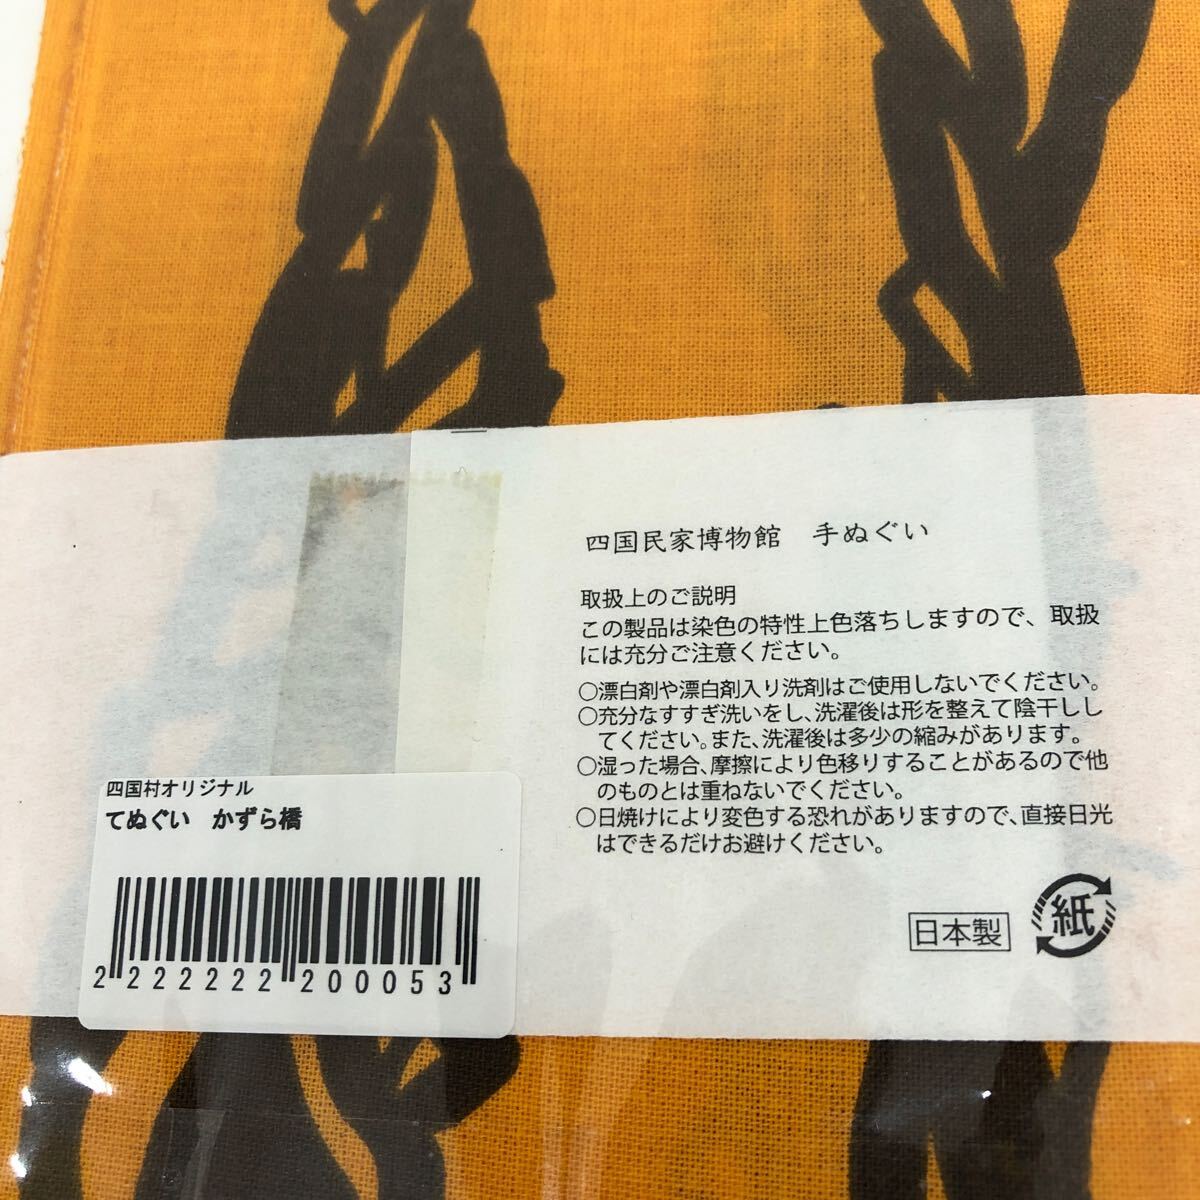 四国民家博物館 手ぬぐい
取扱上のご説明
この製品は染色の特性上色落ちしますので、取扱
には充分ご注意ください。
○漂白剤や漂白剤入り洗剤はご使用しないでください。
○充分なすすぎ洗いをし、洗濯後は形を整えて陰干しし
てください。また、洗濯後は多少の縮みがあります。
○湿った場合、摩擦により色移りすることがあるので他
のものとは重ねないでください。
○日焼けにより変色する恐れがありますので、直接日光
はできるだけお避けください。
日本製
紙
四国村オリジナル
てぬぐい かずら橋
2 222222 200053